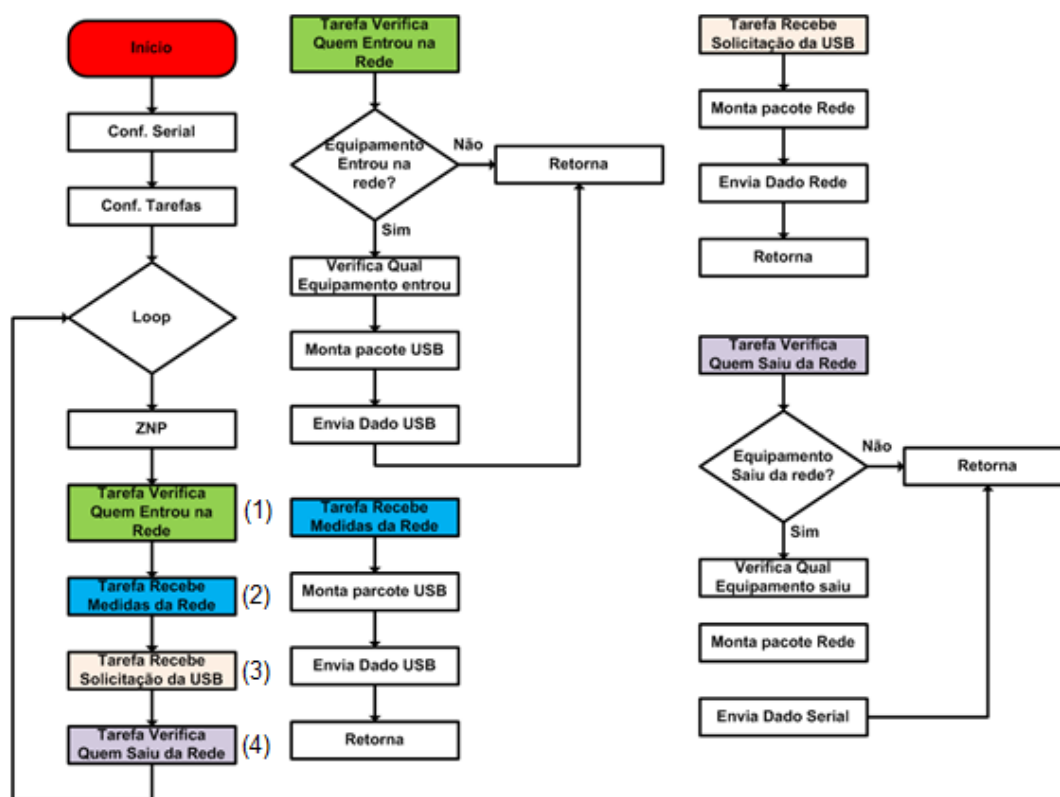 Início
Conf. Serial
Conf. Tarefas
Loop
ZNP
Tarefa Verifica
Quem Entrou na
Rede
(1)
Tarefa Recebe
Medidas da Rede
(2)
Tarefa Recebe
Solicitação da USB
(3)
Tarefa Verifica
Quem Saiu da Rede
(4)
Tarefa Verifica
Quem Entrou na
Rede
Equipamento
Entrou na
rede?
Não
Retorna
Sim
Verifica Qual
Equipamento entrou
Monta pacote USB
Envia Dado USB
Tarefa Recebe
Medidas da Rede
Monta parcote USB
Envia Dado USB
Retorna
Tarefa Recebe
Solicitação da USB
Monta pacote Rede
Envia Dado Rede
Retorna
Tarefa Verifica
Quem Saiu da Rede
Equipamento
Saiu da rede?
Não
Retorna
Sim
Verifica Qual
Equipamento saiu
Monta pacote Rede
Envia Dado Serial